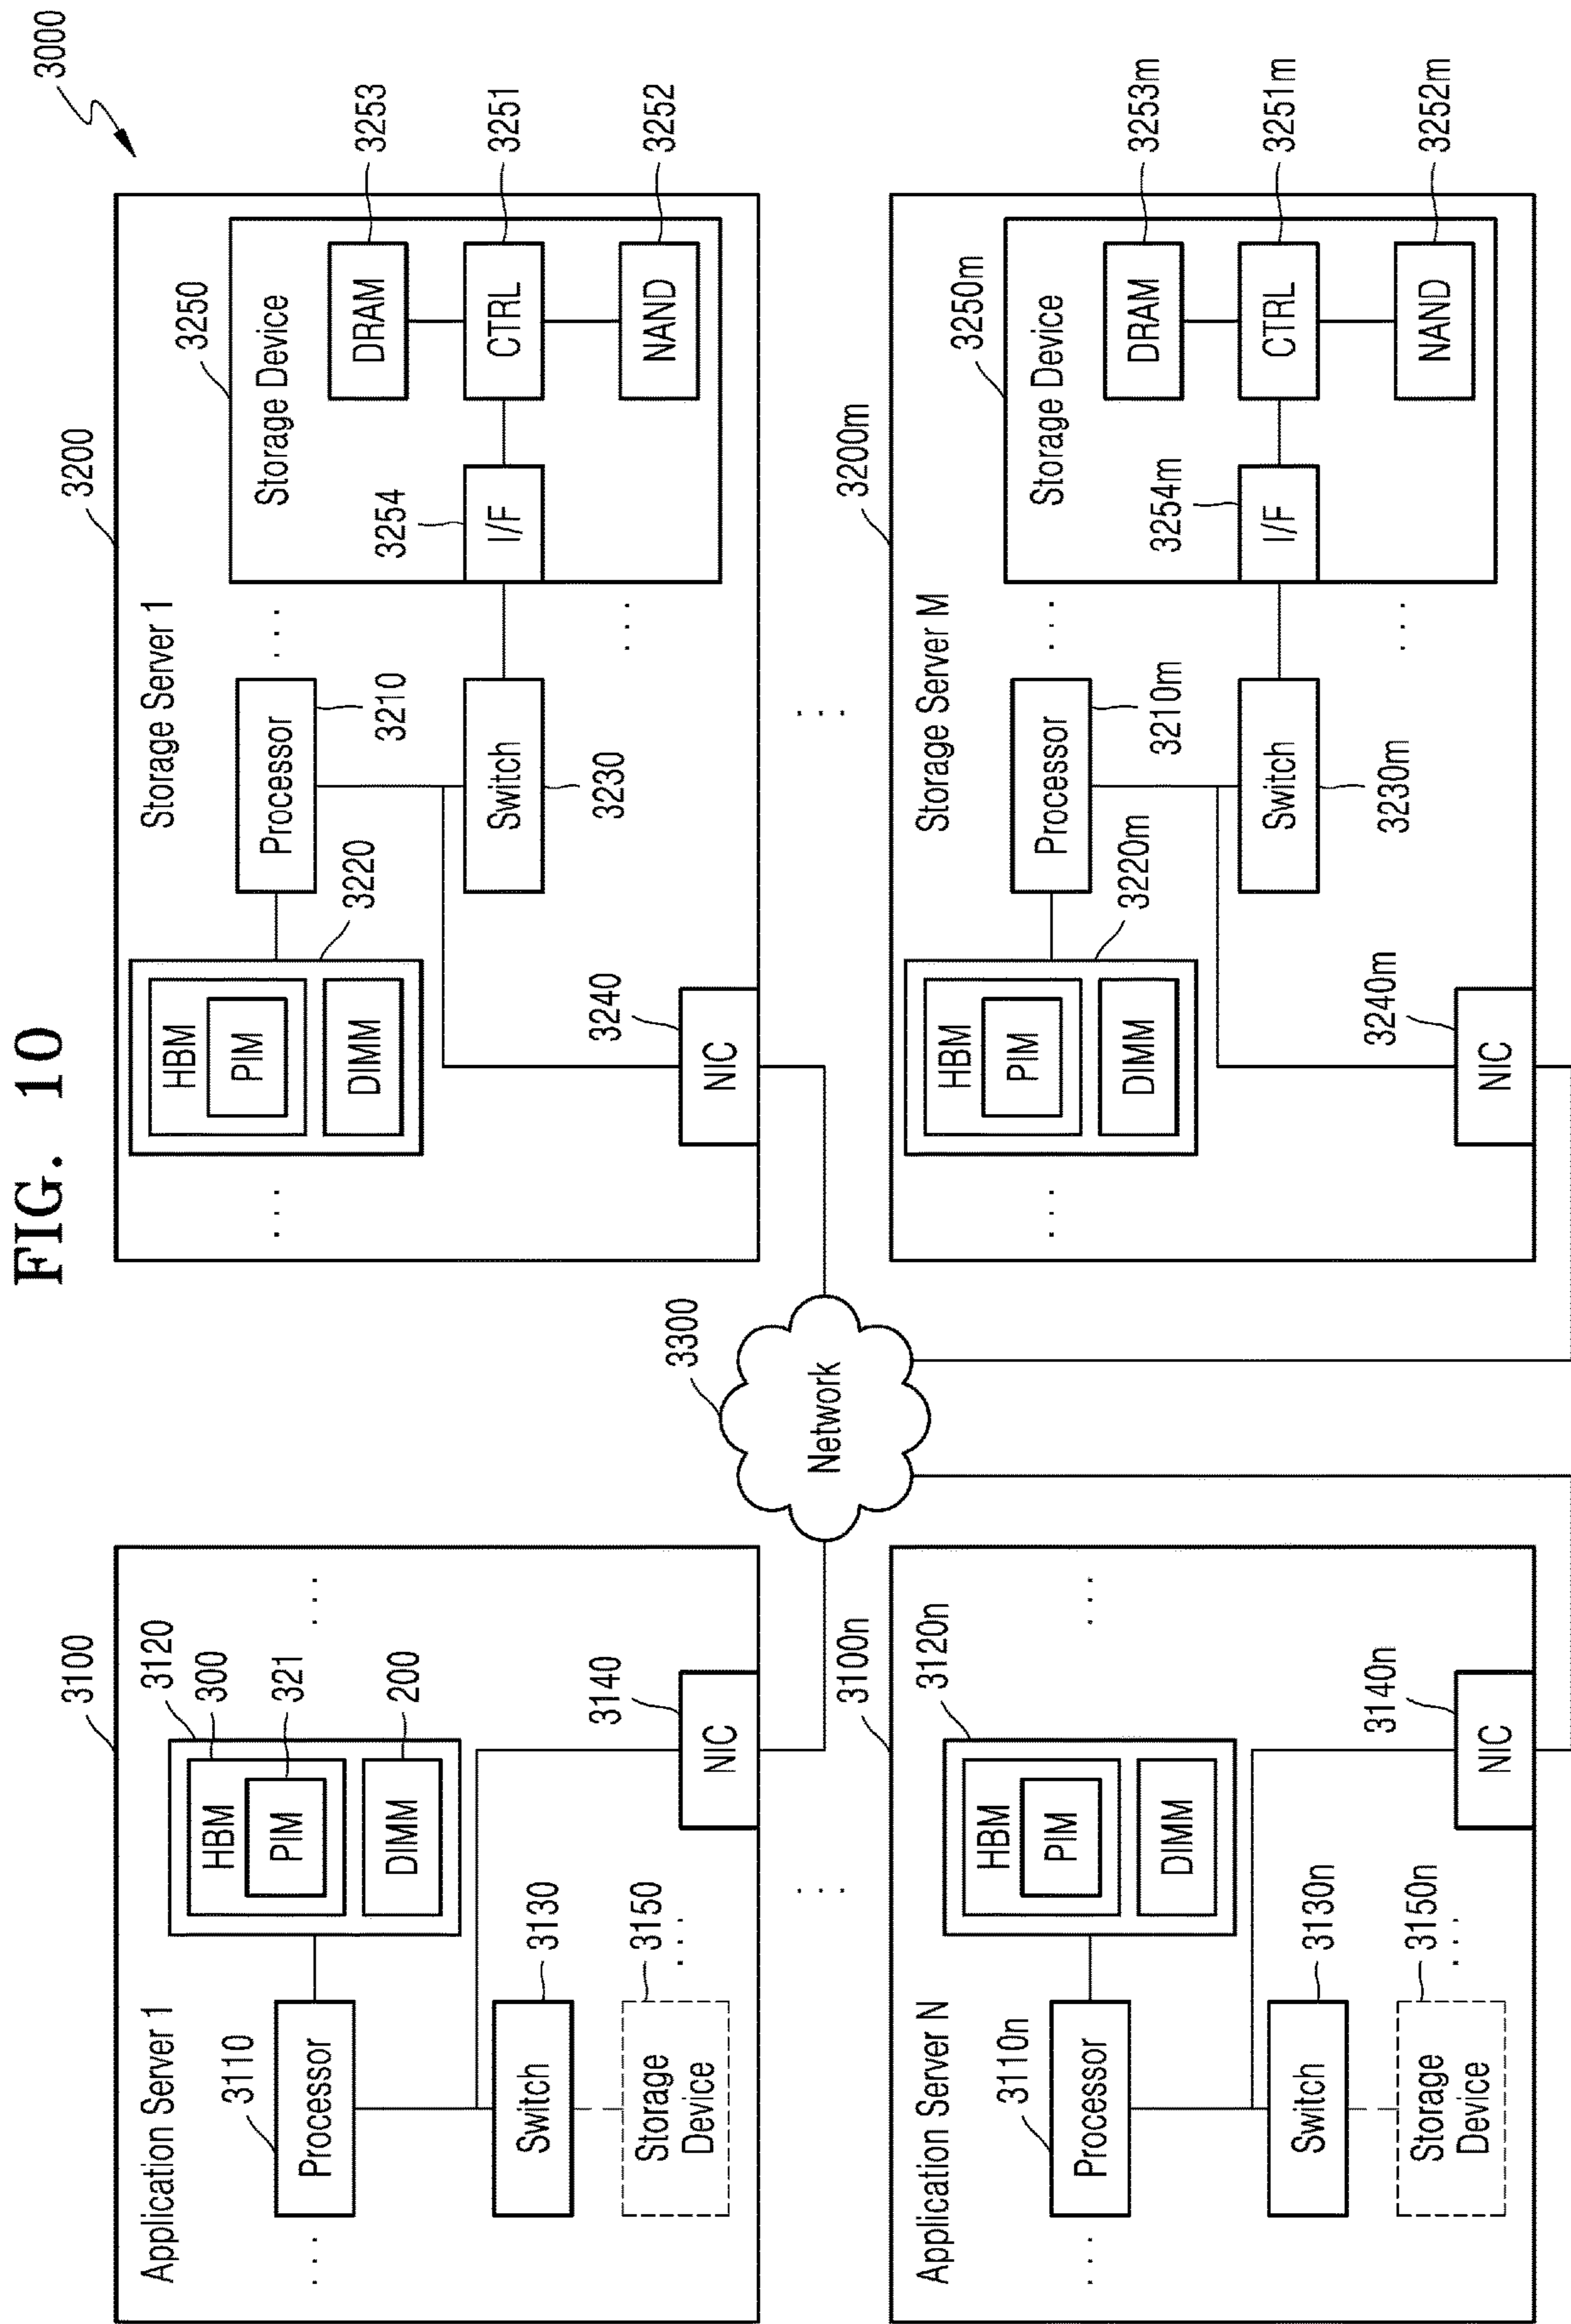 FIG. 10
3000
3100
Application Server 1
3120
300
321
200
HBM
PIM
DIMM
3110
Processor
...
...
3130
Switch
3150
Storage
Device
...
3140
NIC
3200
Storage Server 1
HBM
PIM
DIMM
3220
Processor
3210
...
...
Switch
3230
3240
NIC
3250
Storage Device
3254
I/F
DRAM
3253
CTRL
3251
NAND
3252
...
3300
Network
...
...
3100n
Application Server N
3120n
HBM
PIM
DIMM
3110n
Processor
...
...
3130n
Switch
3150n
Storage
Device
...
3140n
NIC
3200m
Storage Server M
HBM
PIM
DIMM
3220m
Processor
3210m
...
...
Switch
3230m
3240m
NIC
3250m
Storage Device
3254m
I/F
DRAM
3253m
CTRL
3251m
NAND
3252m
...